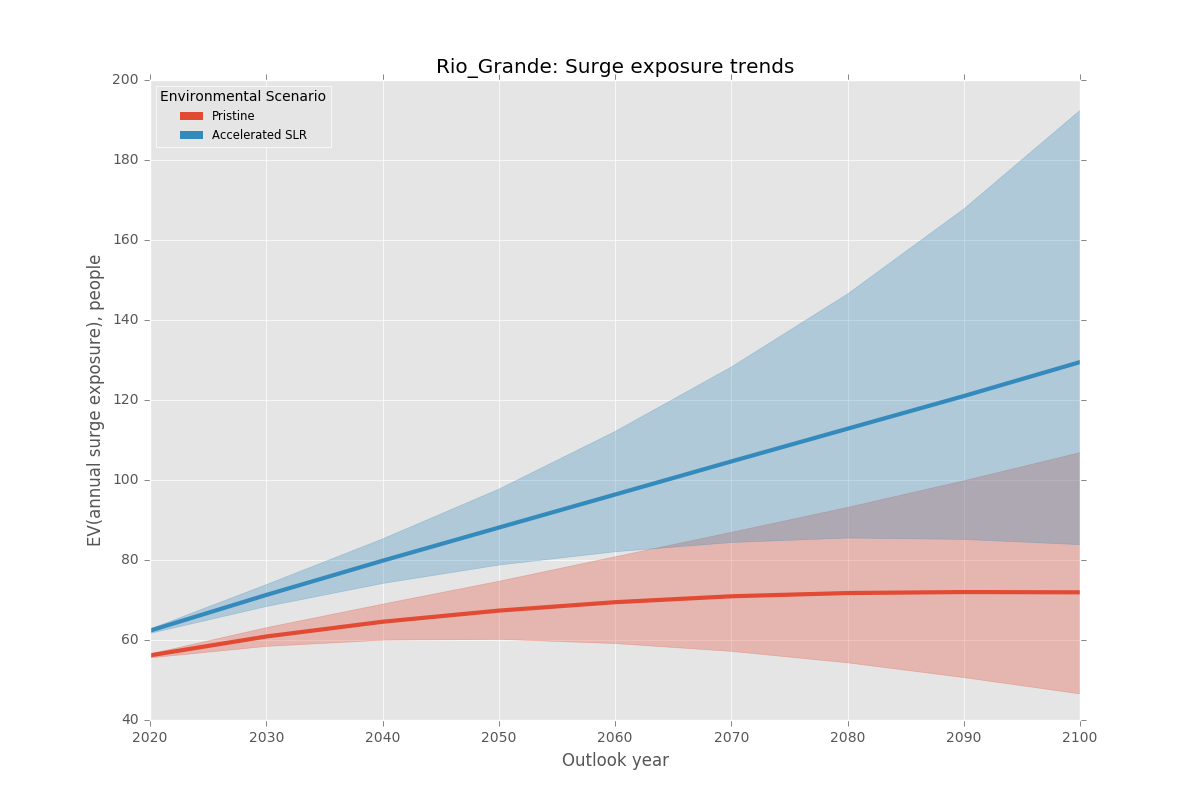 Rio_Grande: Surge exposure trends
Environmental Scenario
Pristine
Accelerated SLR
EV(annual surge exposure), people
200
180
160
140
120
100
80
60
40
2020 2030 2040 2050 2060 2070 2080 2090 2100
Outlook year